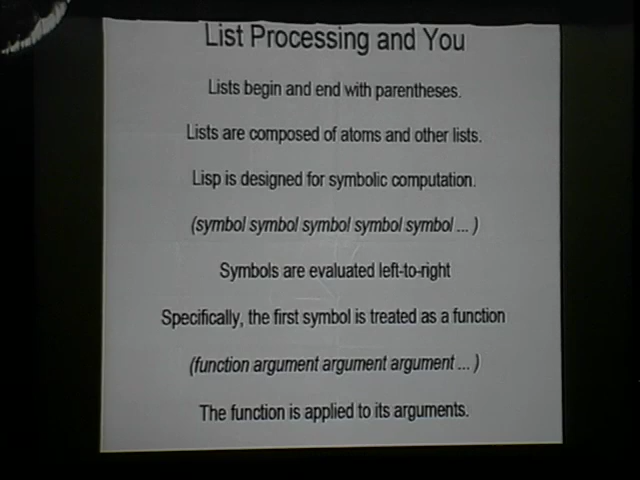 List Processing and You
Lists begin and end with parentheses.
Lists are composed of atoms and other lists.
Lisp is designed for symbolic computation.
(symbol symbol symbol symbol symbol ... )
Symbols are evaluated left-to-right
Specifically, the first symbol is treated as a function
(function argument argument argument ... )
The function is applied to its arguments.